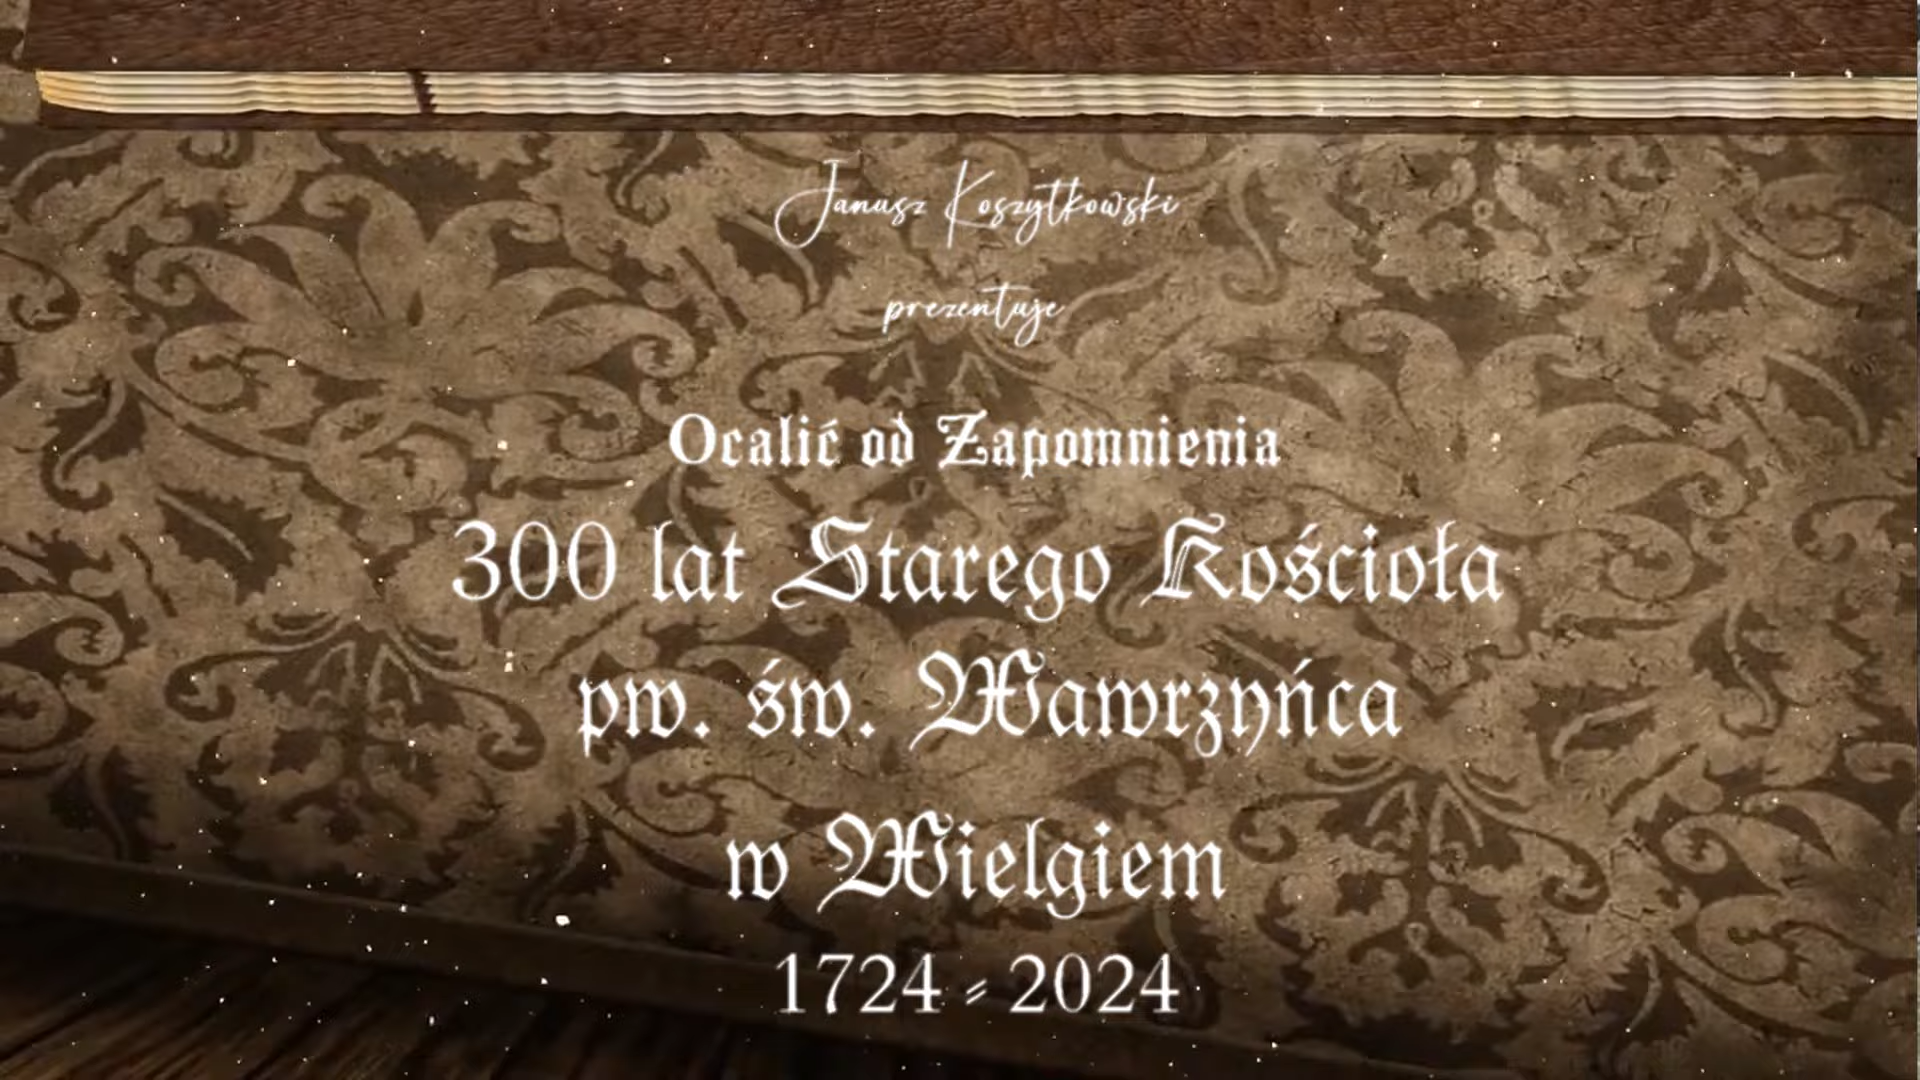 Janusz Koszytkowski
prezentuje
Ocalić od Zapomnienia
300 lat Starego Kościoła
pw. św. Wawrzyńca
w Wielgiem
1724 - 2024